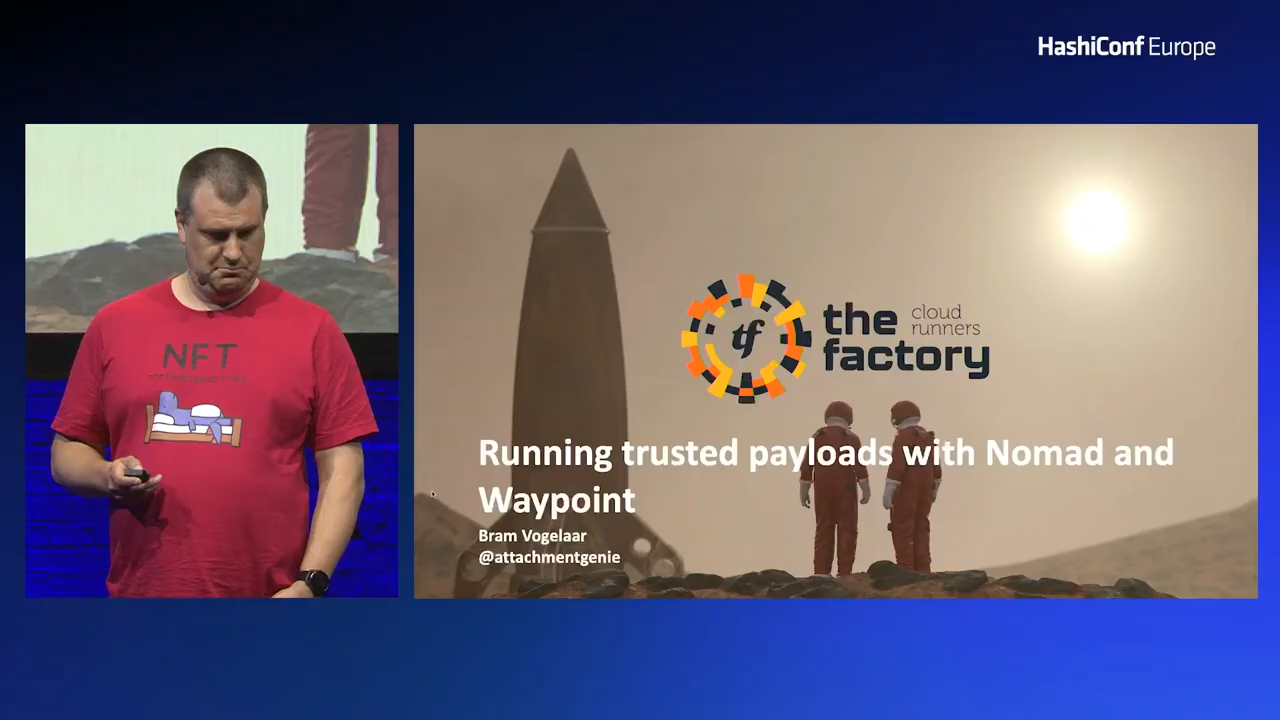 HashiConf Europe
NFT
tf
the
factory
cloud
runners
Running trusted payloads with Nomad and
Waypoint
Bram Vogelaar
@attachmentgenie